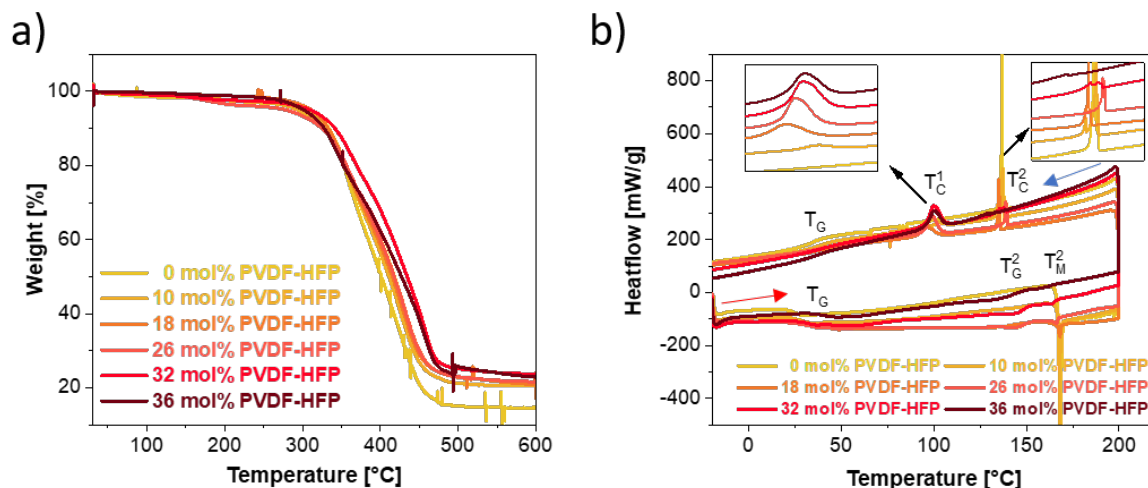 a)
100
80
60
40
20
Weight [%]
0 mol% PVDF-HFP
10 mol% PVDF-HFP
18 mol% PVDF-HFP
26 mol% PVDF-HFP
32 mol% PVDF-HFP
36 mol% PVDF-HFP
100 200 300 400 500 600
Temperature [°C]
b)
800
600
400
200
0
-200
-400
Heatflow [mW/g]
T_C^1
T_C^2
T_G
T_G^2 T_M^2
T_G
0 mol% PVDF-HFP 10 mol% PVDF-HFP
18 mol% PVDF-HFP 26 mol% PVDF-HFP
32 mol% PVDF-HFP 36 mol% PVDF-HFP
0 50 100 150 200
Temperature [°C]